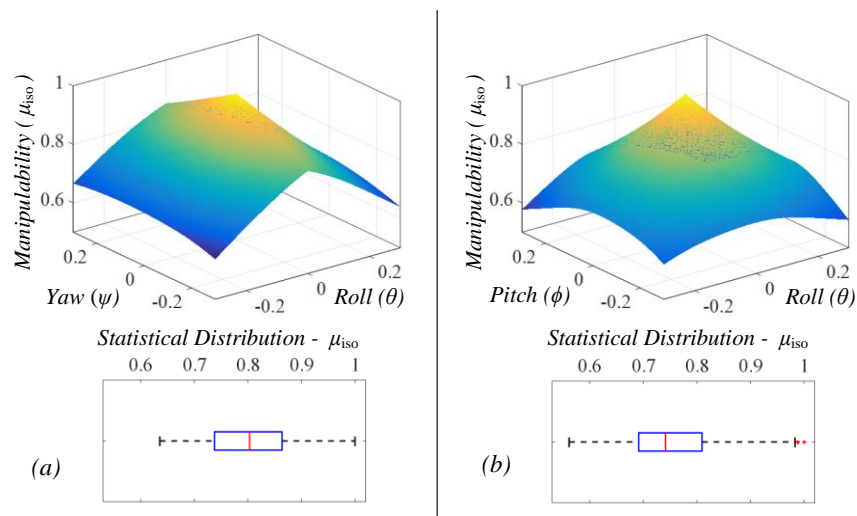 Manipulability ( μiso )
1
0.8
0.6
0.2
0
-0.2
Yaw (ψ)
-0.2
0
0.2
Roll (θ)
Statistical Distribution - μiso
0.6 0.7 0.8 0.9 1
(a)
Manipulability ( μiso )
1
0.8
0.6
0.2
0
-0.2
Pitch (ϕ)
-0.2
0
0.2
Roll (θ)
Statistical Distribution - μiso
0.6 0.7 0.8 0.9 1
(b)